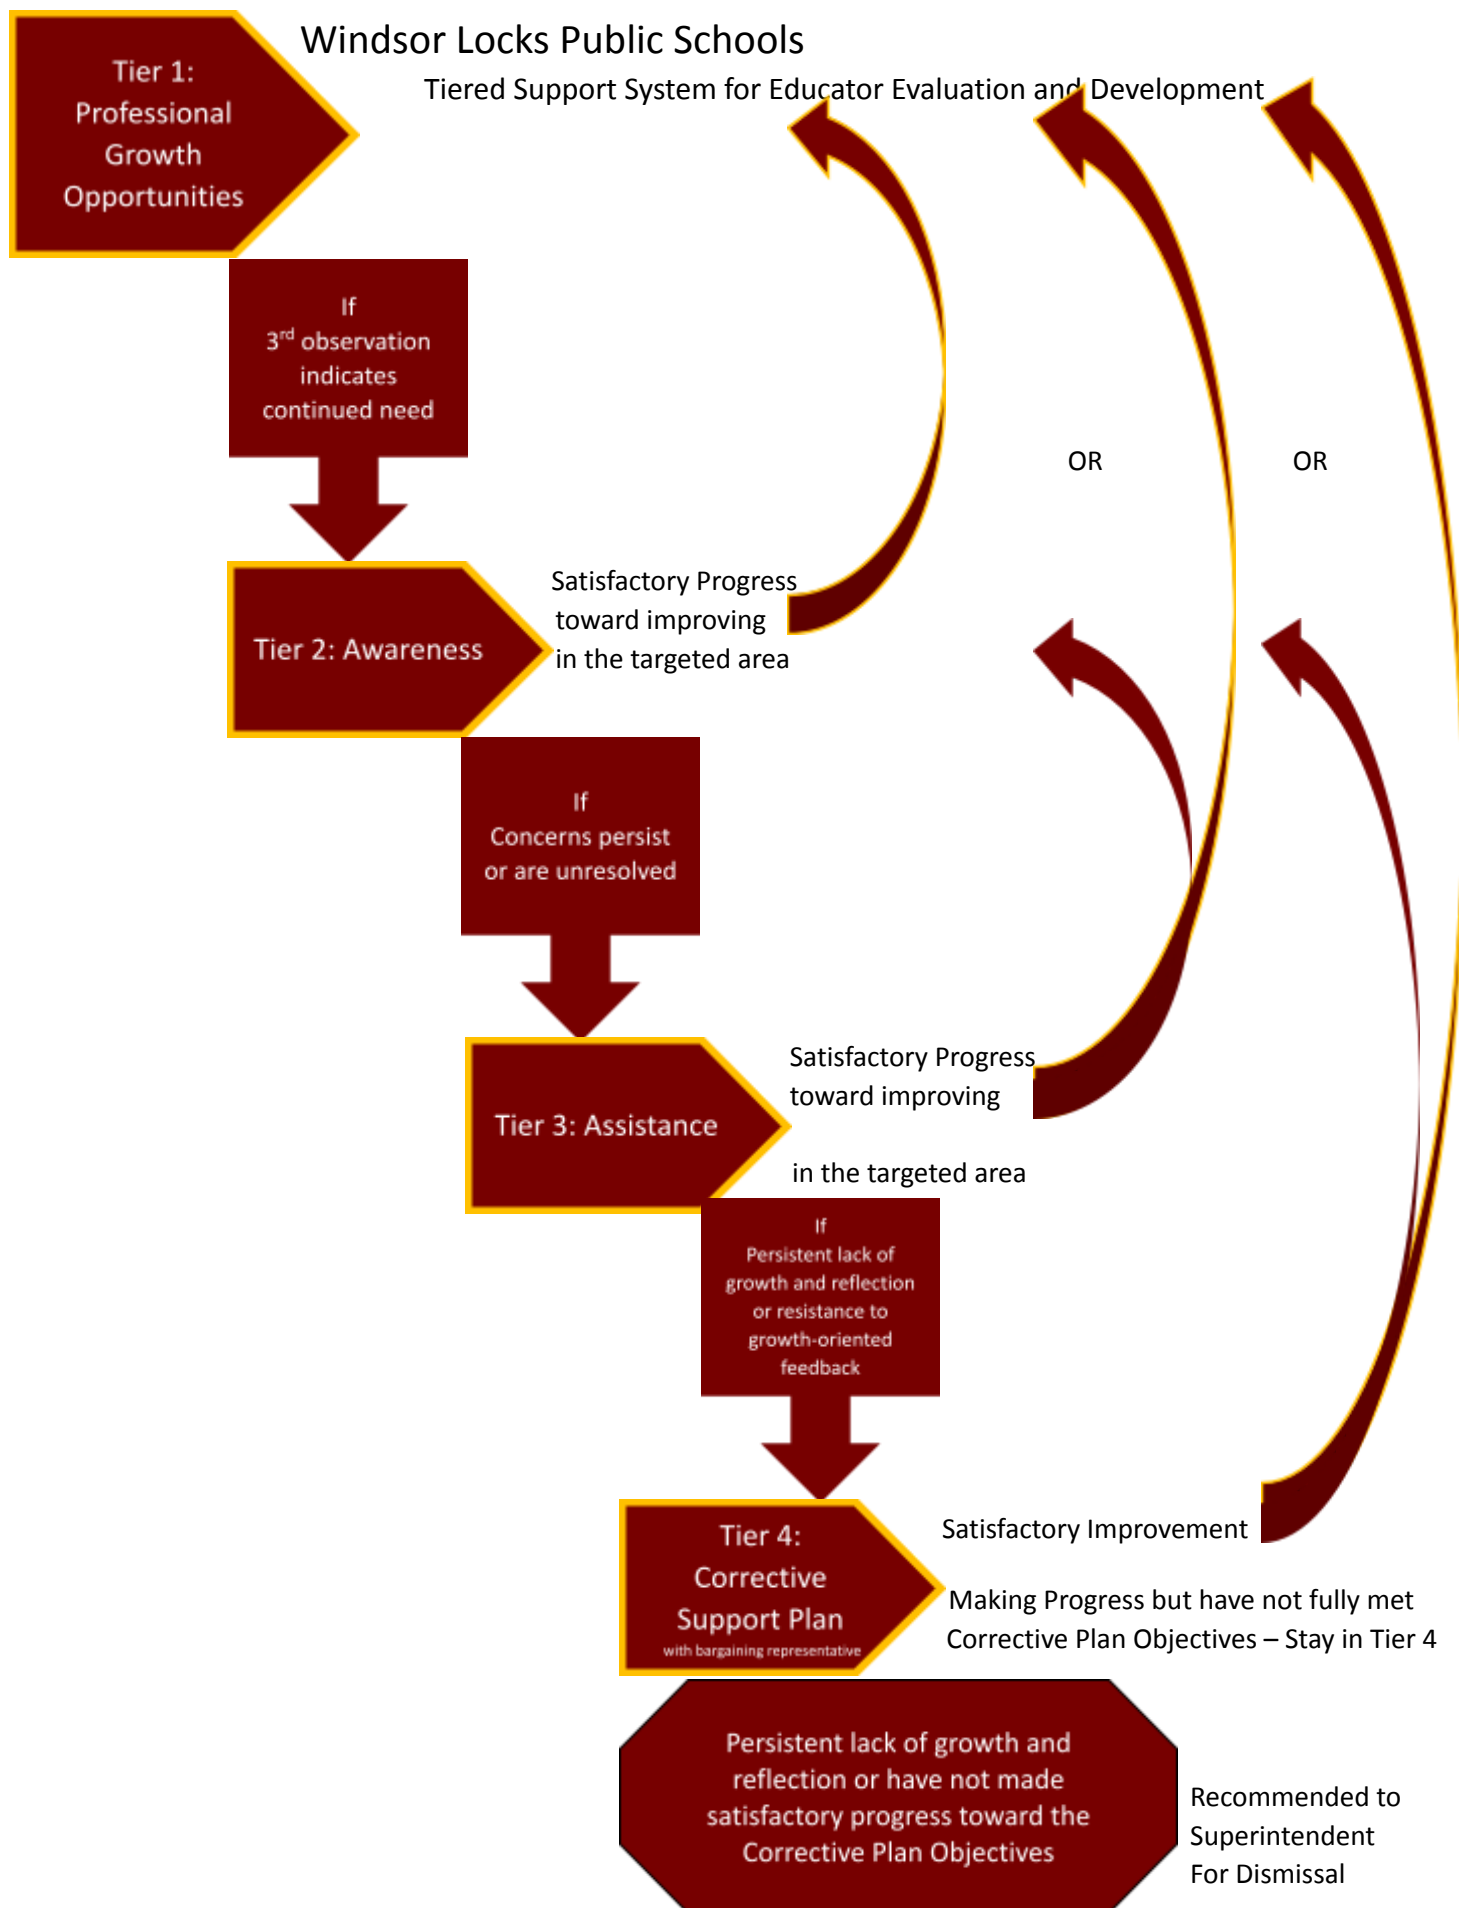 Windsor Locks Public Schools
Tiered Support System for Educator Evaluation and Development
Tier 1:
Professional
Growth
Opportunities
If
3rd observation
indicates
continued need
OR
OR
Tier 2: Awareness
Satisfactory Progress
toward improving
in the targeted area
If
Concerns persist
or are unresolved
Tier 3: Assistance
Satisfactory Progress
toward improving
in the targeted area
If
Persistent lack of
growth and reflection
or resistance to
growth-oriented
feedback
Tier 4:
Corrective
Support Plan
with bargaining representative
Satisfactory Improvement
Making Progress but have not fully met
Corrective Plan Objectives – Stay in Tier 4
Persistent lack of growth and
reflection or have not made
satisfactory progress toward the
Corrective Plan Objectives
Recommended to
Superintendent
For Dismissal